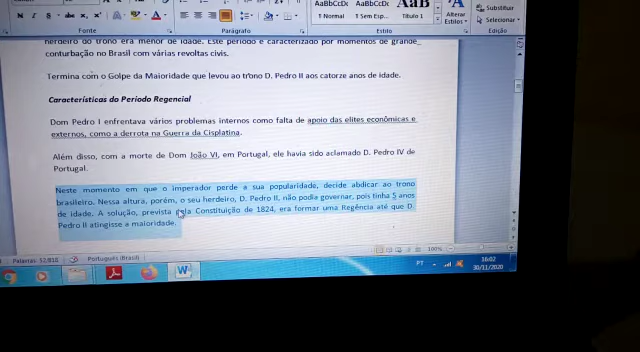 AaBbCcDc AaBbCcDc AaBbC AaB
¶ Normal ¶ Sem Esp... Título 1
Alterar
Estilos
Substituir
Selecionar
Fonte Parágrafo Estilo Edição
herdeiro do trono era menor de idade. Este período é caracterizado por momentos de grande
conturbação no Brasil com várias revoltas civis.
Termina com o Golpe da Maioridade que levou ao trono D. Pedro II aos catorze anos de idade.
Características do Período Regencial
Dom Pedro I enfrentava vários problemas internos como falta de apoio das elites econômicas e
externos, como a derrota na Guerra da Cisplatina.
Além disso, com a morte de Dom João VI, em Portugal, ele havia sido aclamado D. Pedro IV de
Portugal.
Neste momento em que o imperador perde a sua popularidade, decide abdicar ao trono
brasileiro. Nessa altura, porém, o seu herdeiro, D. Pedro II, não podia governar, pois tinha 5 anos
de idade. A solução, prevista pela Constituição de 1824, era formar uma Regência até que D.
Pedro II atingisse a maioridade.
Palavras: 52/818 Português (Brasil) 100%
PT 16:02
30/11/2020